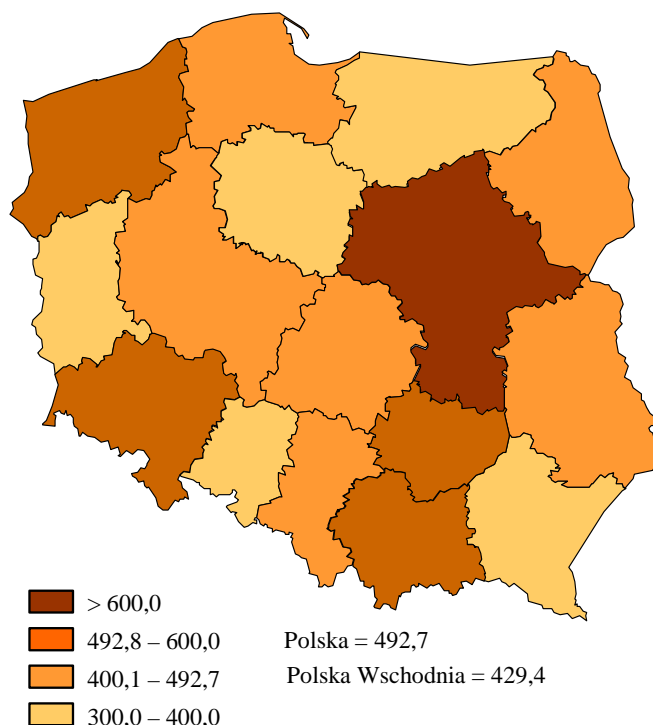 > 600,0
492,8 – 600,0
Polska = 492,7
400,1 – 492,7
Polska Wschodnia = 429,4
300,0 – 400,0